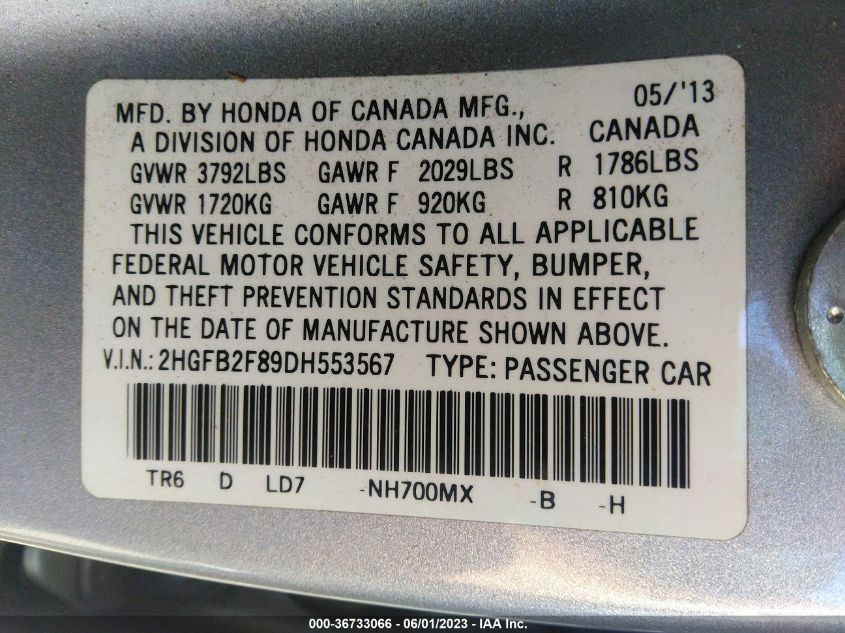 05/'13
MFD. BY HONDA OF CANADA MFG.,
A DIVISION OF HONDA CANADA INC. CANADA
GVWR 3792LBS GAWR F 2029LBS R 1786LBS
GVWR 1720KG GAWR F 920KG R 810KG
THIS VEHICLE CONFORMS TO ALL APPLICABLE
FEDERAL MOTOR VEHICLE SAFETY, BUMPER,
AND THEFT PREVENTION STANDARDS IN EFFECT
ON THE DATE OF MANUFACTURE SHOWN ABOVE.
V.I.N.: 2HGFB2F89DH553567 TYPE: PASSENGER CAR
TR6 D LD7 -NH700MX -B -H
000-36733066 - 06/01/2023 - IAA Inc.